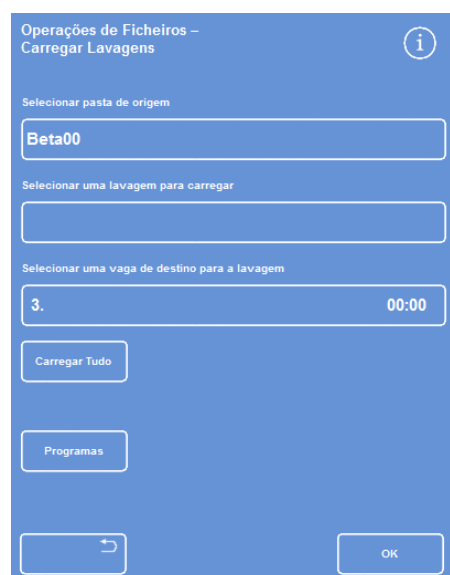 Operações de Ficheiros –
Carregar Lavagens
i
Selecionar pasta de origem
Beta00
Selecionar uma lavagem para carregar
Selecionar uma vaga de destino para a lavagem
3. 00:00
Carregar Tudo
Programas
OK